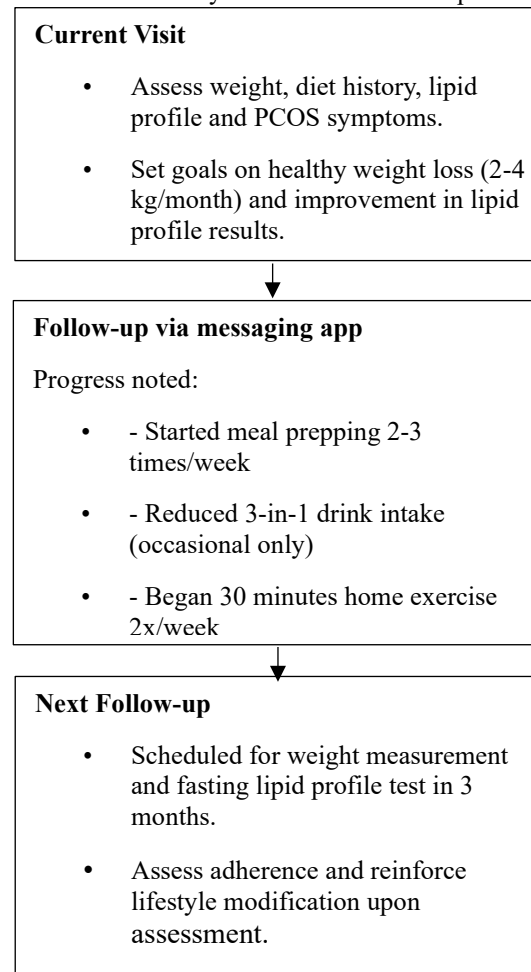 Current Visit
• Assess weight, diet history, lipid
profile and PCOS symptoms.
• Set goals on healthy weight loss (2-4
kg/month) and improvement in lipid
profile results.
Follow-up via messaging app
Progress noted:
• - Started meal prepping 2-3
times/week
• - Reduced 3-in-1 drink intake
(occasional only)
• - Began 30 minutes home exercise
2x/week
Next Follow-up
• Scheduled for weight measurement
and fasting lipid profile test in 3
months.
• Assess adherence and reinforce
lifestyle modification upon
assessment.